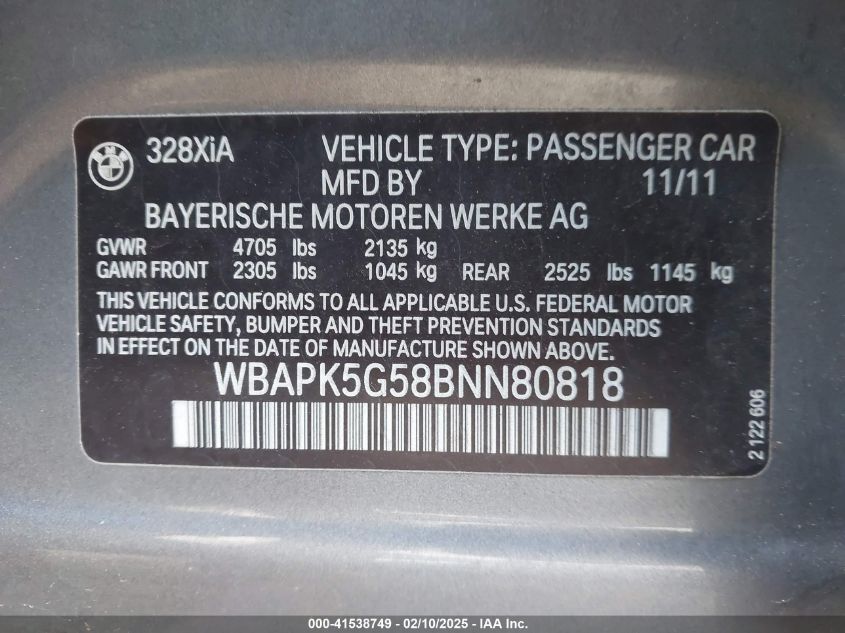 BMW
328XiA VEHICLE TYPE: PASSENGER CAR
MFD BY 11/11
BAYERISCHE MOTOREN WERKE AG
GVWR 4705 lbs 2135 kg
GAWR FRONT 2305 lbs 1045 kg REAR 2525 lbs 1145 kg
THIS VEHICLE CONFORMS TO ALL APPLICABLE U.S. FEDERAL MOTOR
VEHICLE SAFETY, BUMPER AND THEFT PREVENTION STANDARDS
IN EFFECT ON THE DATE OF MANUFACTURE SHOWN ABOVE.
WBAPK5G58BNN80818
2 122 606
000-41538749 - 02/10/2025 - IAA Inc.